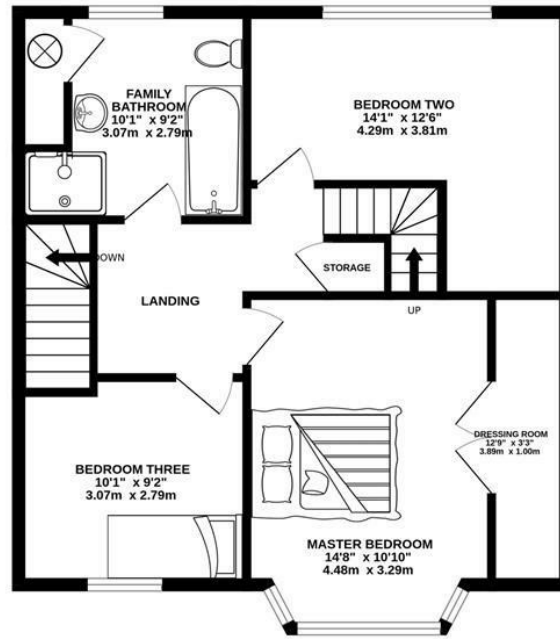 FAMILY
BATHROOM
10'1" x 9'2"
3.07m x 2.79m
BEDROOM TWO
14'1" x 12'6"
4.29m x 3.81m
DOWN
STORAGE
LANDING
UP
DRESSING ROOM
12'9" x 3'3"
3.89m x 1.00m
BEDROOM THREE
10'1" x 9'2"
3.07m x 2.79m
MASTER BEDROOM
14'8" x 10'10"
4.48m x 3.29m